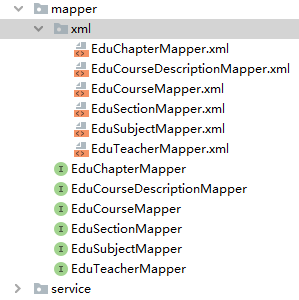 mapper
xml
EduChapterMapper.xml
EduCourseDescriptionMapper.xml
EduCourseMapper.xml
EduSectionMapper.xml
EduSubjectMapper.xml
EduTeacherMapper.xml
EduChapterMapper
EduCourseDescriptionMapper
EduCourseMapper
EduSectionMapper
EduSubjectMapper
EduTeacherMapper
service